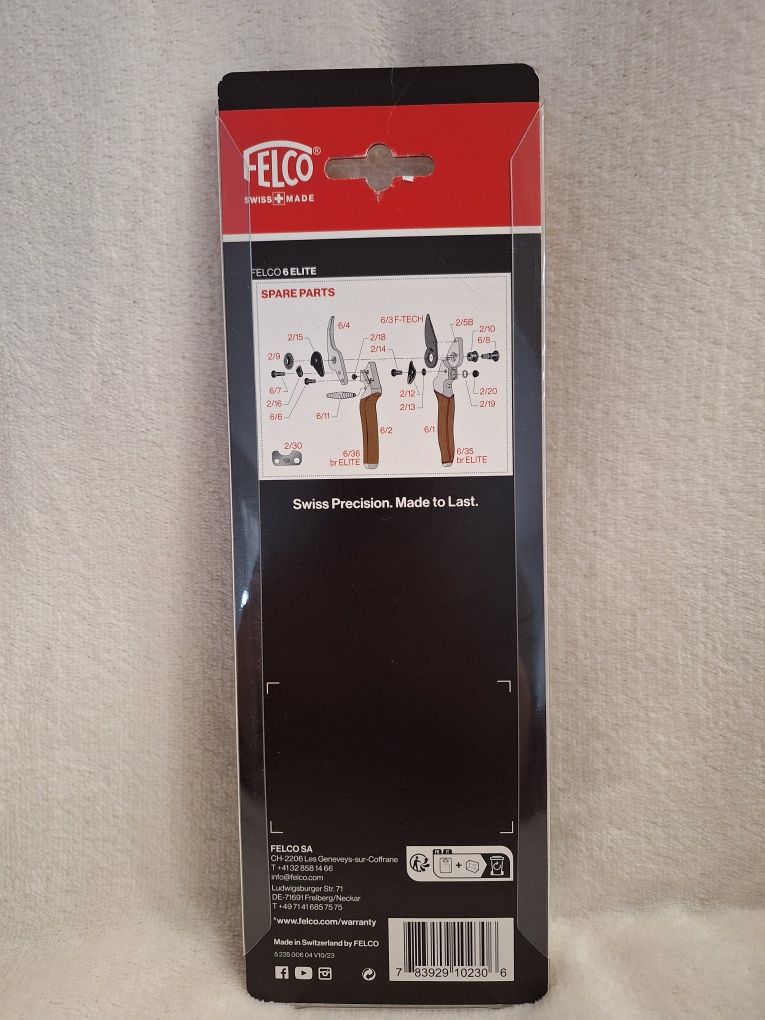 FELCO®
SWISS MADE
FELCO 6 ELITE
SPARE PARTS
6/4
6/3 F-TECH
2/5B
2/10
6/8
2/15
2/18
2/14
2/9
6/7
2/16
6/6
6/11
2/12
2/13
2/20
2/19
6/2
6/1
2/30
6/36
br ELITE
6/35
br ELITE
Swiss Precision. Made to Last.
FELCO SA
CH-2206 Les Geneveys-sur-Coffrane
T +41 32 858 14 66
info@felco.com
Ludwigsburger Str. 71
DE-71691 Freiberg/Neckar
T +49 71 41 685 75 75
*www.felco.com/warranty
Made in Switzerland by FELCO
5 235 006 04 V10/23
7 83929 10230 6